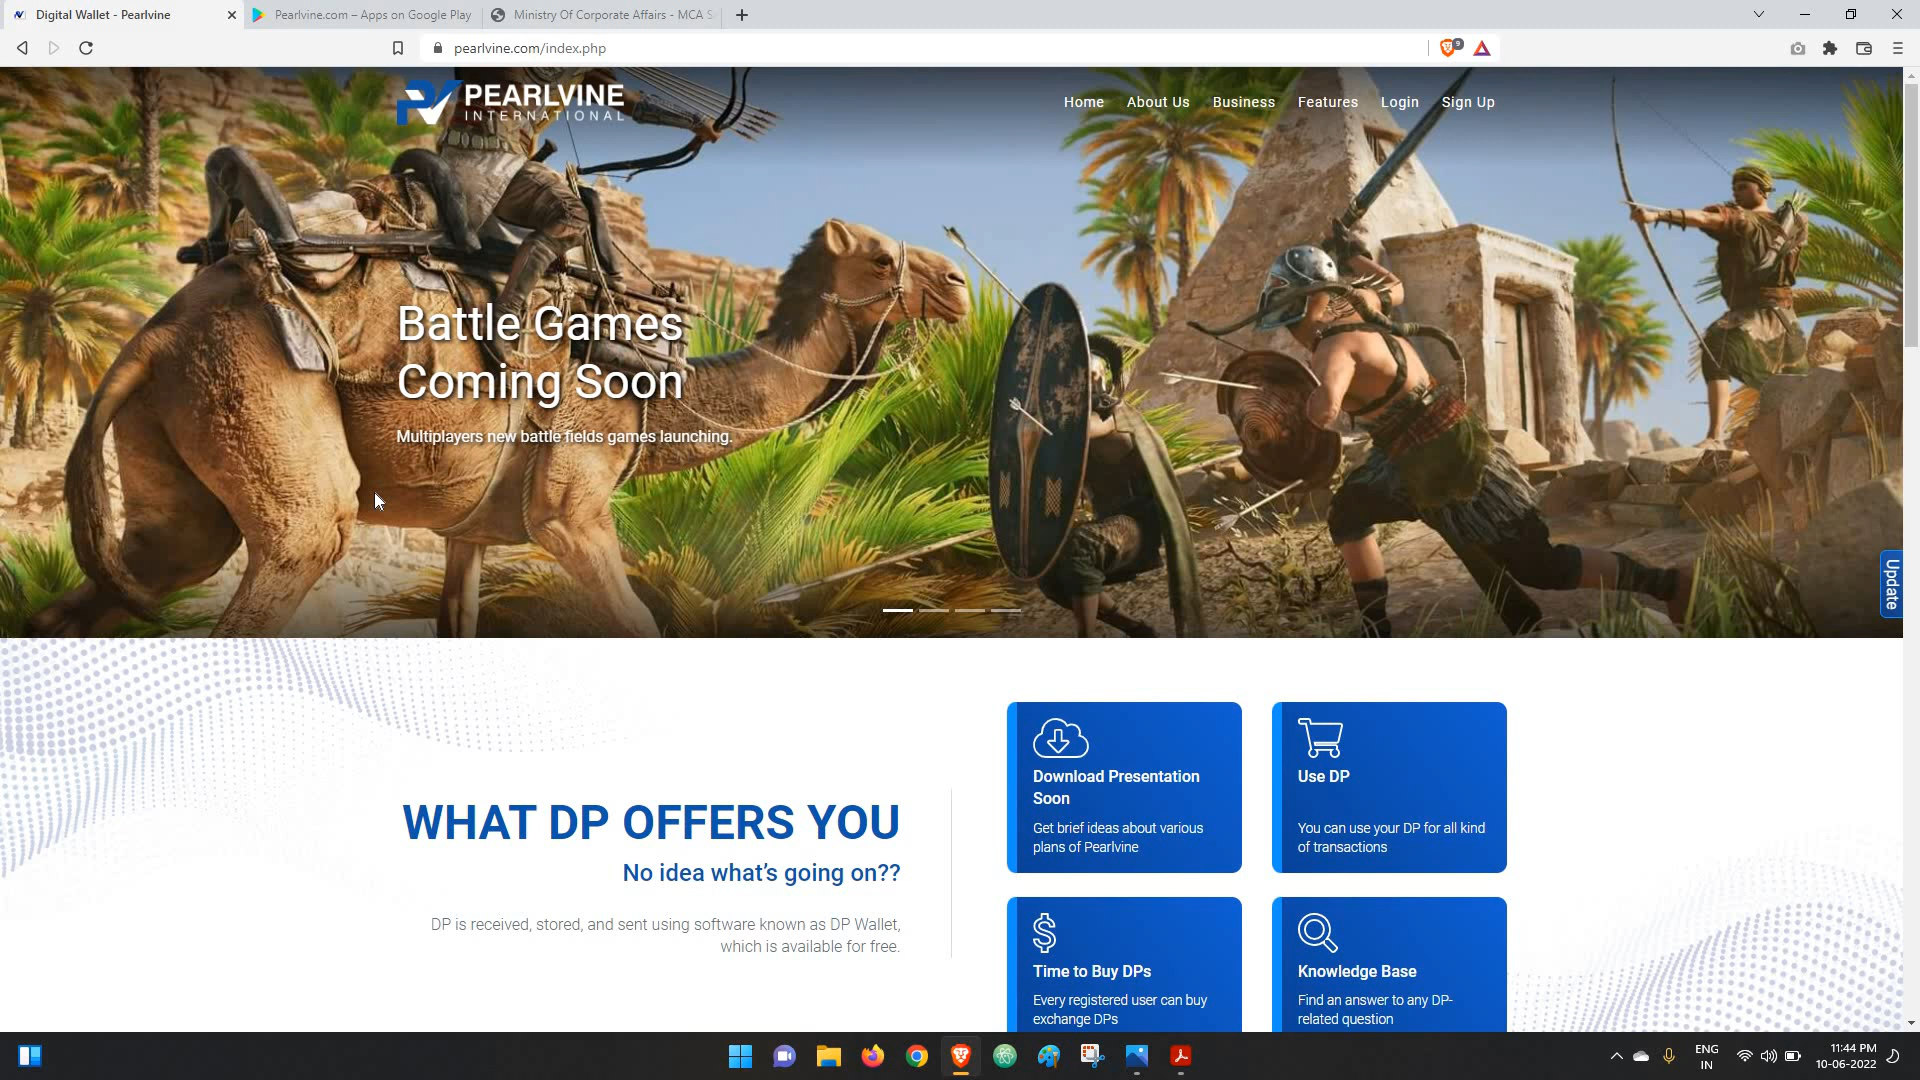 Digital Wallet - Pearlvine
Pearlvine.com – Apps on Google Play
Ministry Of Corporate Affairs - MCA S
pearlvine.com/index.php
9
PEARLVINE
INTERNATIONAL
Home
About Us
Business
Features
Login
Sign Up
Battle Games
Coming Soon
Multiplayers new battle fields games launching.
Update
WHAT DP OFFERS YOU
No idea what’s going on??
DP is received, stored, and sent using software known as DP Wallet,
which is available for free.
Download Presentation
Soon
Get brief ideas about various
plans of Pearlvine
Use DP
You can use your DP for all kind
of transactions
Time to Buy DPs
Every registered user can buy
exchange DPs
Knowledge Base
Find an answer to any DP-
related question
ENG
IN
11:44 PM
10-06-2022